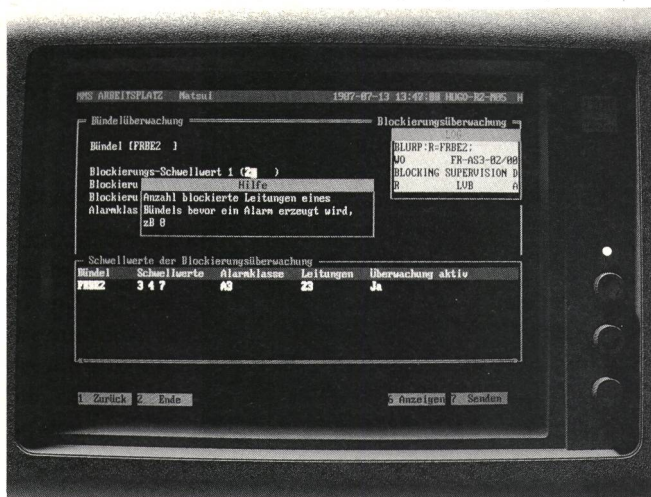 MMS ARBEITSPLATZ Matsui 1987-07-13 13:47:08 HUGO-RZ-M05 H
Bündelüberwachung
Bündel [FRBE2 ]
Blockierungs-Schwellwert 1 (2 )
Blockieru
Blockieru
Alarmklas
Hilfe
Anzahl blockierte Leitungen eines
Bündels bevor ein Alarm erzeugt wird,
zB 8
Blockierungsüberwachung
LOG
BLURP:R=FRBE2;
WO FR-AS3-02/00
BLOCKING SUPERVISION D
R LVB A
Schwellwerte der Blockierungsüberwachung
Bündel Schwellwerte Alarmklasse Leitungen Überwachung aktiv
FRBE2 3 4 7 A3 23 Ja
1 Zurück 2 Ende 6 Anzeigen 7 Senden